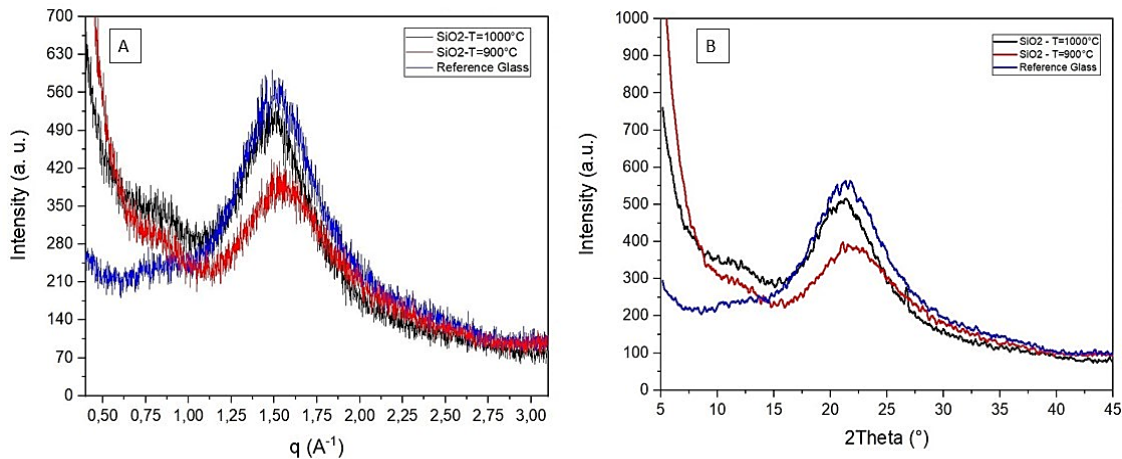 A
SiO2-T=1000°C
SiO2-T=900°C
Reference Glass
700
630
560
490
420
350
280
210
140
70
0
Intensity (a. u.)
0,50 0,75 1,00 1,25 1,50 1,75 2,00 2,25 2,50 2,75 3,00
q (A⁻¹)
B
SiO2 - T=1000°C
SiO2 - T=900°C
Reference Glass
1000
900
800
700
600
500
400
300
200
100
0
Intensity (a.u.)
5 10 15 20 25 30 35 40 45
2Theta (°)